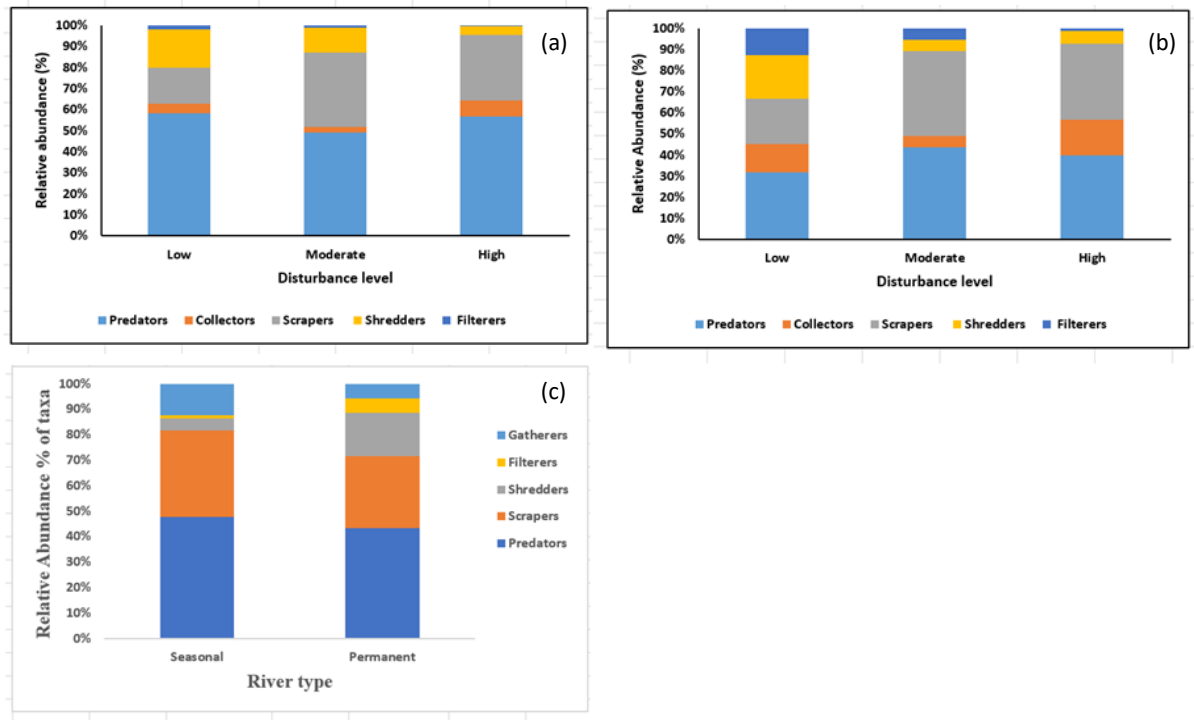 (a)
Relative abundance (%)
100%
90%
80%
70%
60%
50%
40%
30%
20%
10%
0%
Low Moderate High
Disturbance level
Predators Collectors Scrapers Shredders Filterers
(b)
Relative Abundance (%)
100%
90%
80%
70%
60%
50%
40%
30%
20%
10%
0%
Low Moderate High
Disturbance level
Predators Collectors Scrapers Shredders Filterers
(c)
Relative Abundance % of taxa
100%
90%
80%
70%
60%
50%
40%
30%
20%
10%
0%
Seasonal Permanent
River type
Gatherers
Filterers
Shredders
Scrapers
Predators